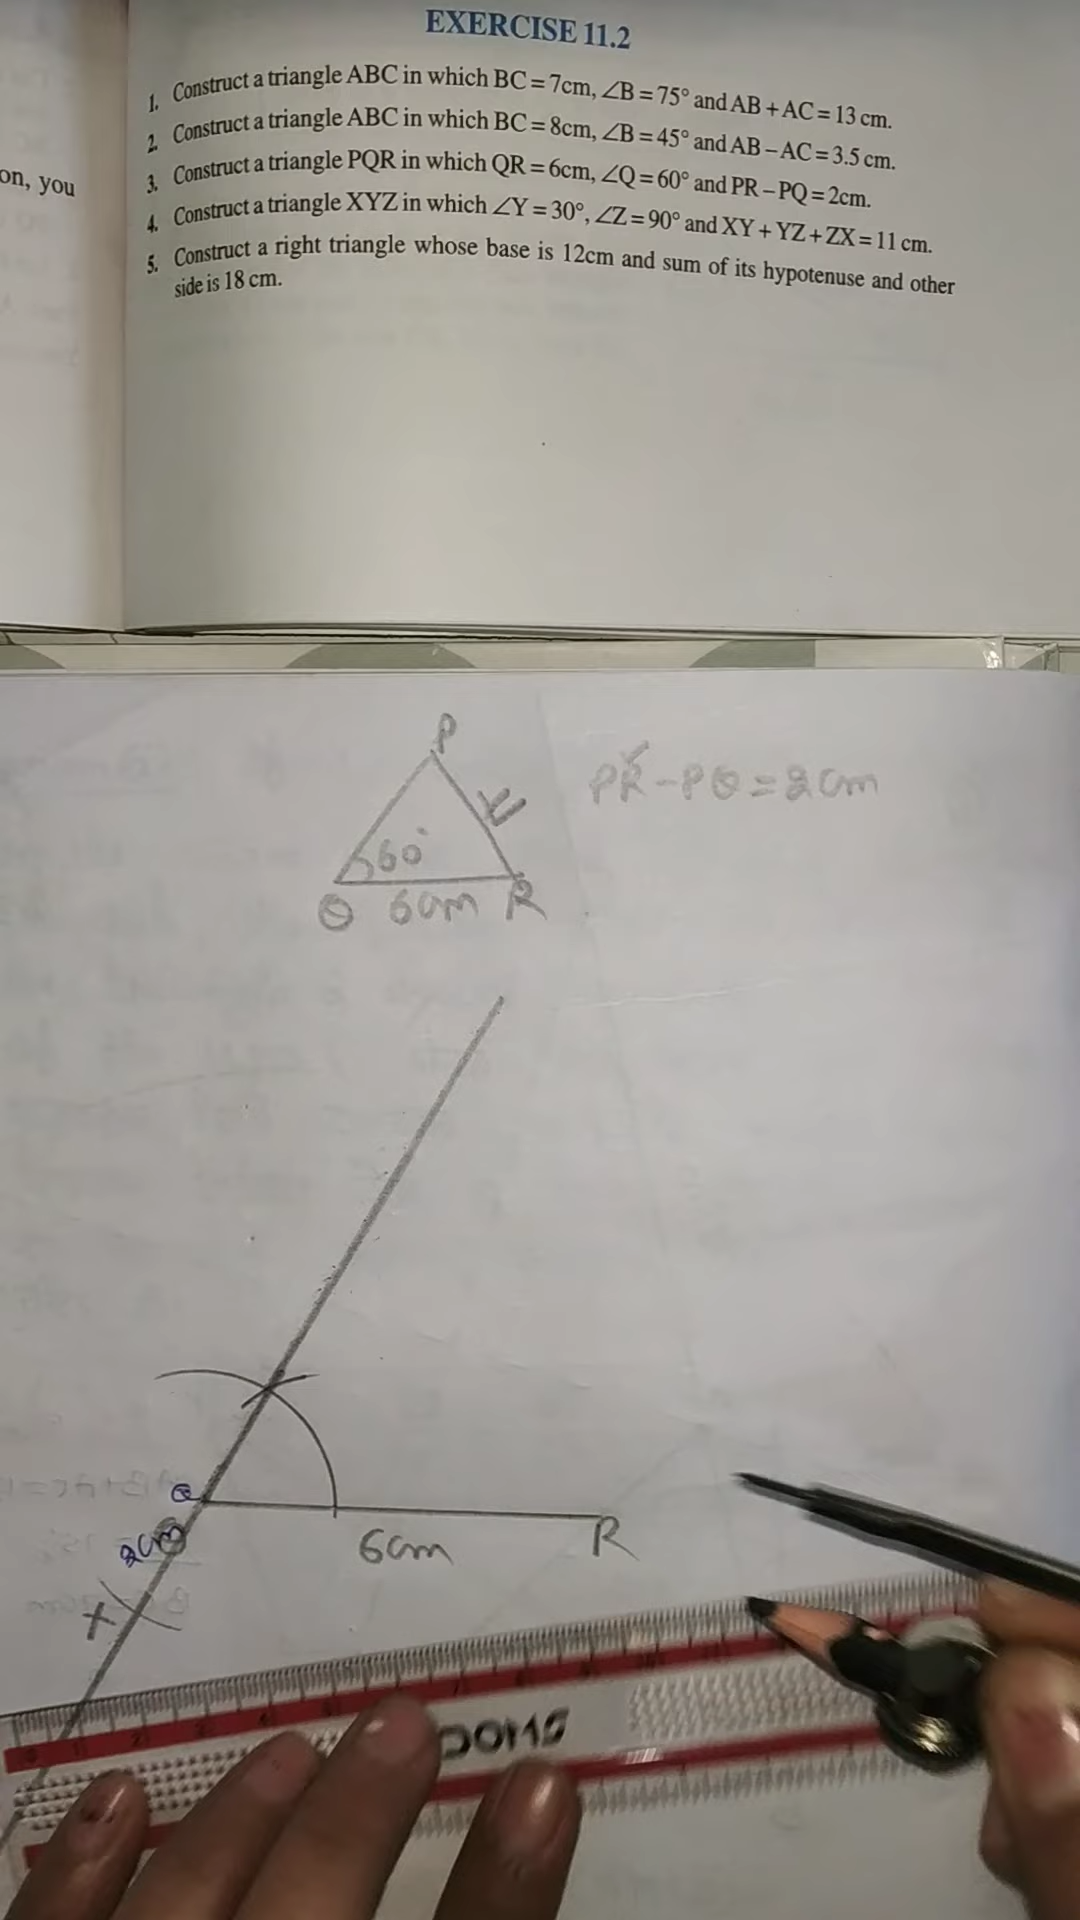 EXERCISE 11.2
1. Construct a triangle ABC in which BC = 7cm, ∠B = 75° and AB + AC = 13 cm.
2. Construct a triangle ABC in which BC = 8cm, ∠B = 45° and AB – AC = 3.5 cm.
on, you
3. Construct a triangle PQR in which QR = 6cm, ∠Q = 60° and PR – PQ = 2cm.
4. Construct a triangle XYZ in which ∠Y = 30°, ∠Z = 90° and XY + YZ + ZX = 11 cm.
5. Construct a right triangle whose base is 12cm and sum of its hypotenuse and other
side is 18 cm.
P
PR - PQ = 2cm
60°
Q 6cm R
Q
2cm
6cm
R
X
DOMS